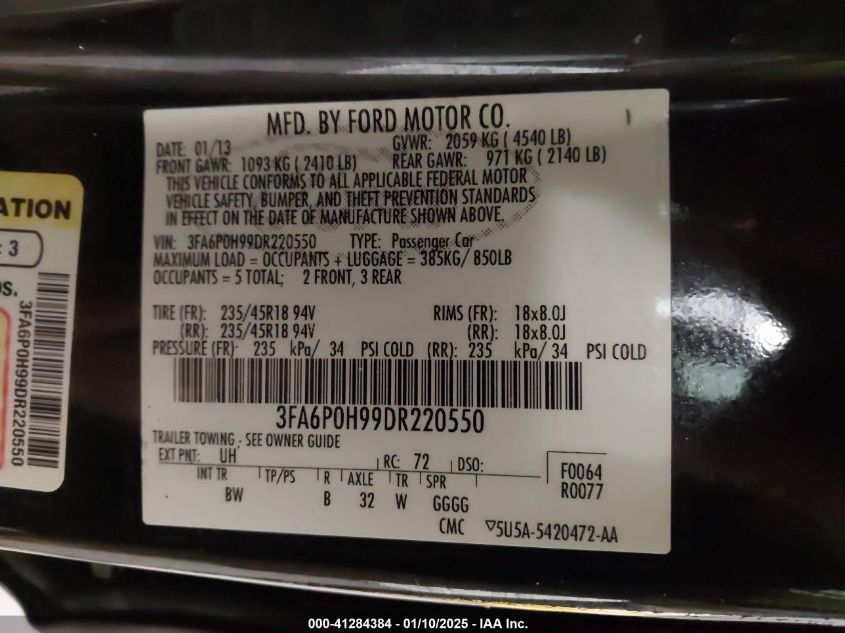 MFD. BY FORD MOTOR CO.
DATE: 01/13
GVWR: 2059 KG ( 4540 LB)
FRONT GAWR: 1093 KG ( 2410 LB)
REAR GAWR: 971 KG ( 2140 LB)
THIS VEHICLE CONFORMS TO ALL APPLICABLE FEDERAL MOTOR
VEHICLE SAFETY, BUMPER, AND THEFT PREVENTION STANDARDS
IN EFFECT ON THE DATE OF MANUFACTURE SHOWN ABOVE.
VIN: 3FA6P0H99DR220550 TYPE: Passenger Car
MAXIMUM LOAD = OCCUPANTS + LUGGAGE = 385KG/ 850LB
OCCUPANTS = 5 TOTAL; 2 FRONT, 3 REAR
TIRE (FR): 235/45R18 94V RIMS (FR): 18x8.0J
(RR): 235/45R18 94V (RR): 18x8.0J
PRESSURE (FR): 235 kPa/ 34 PSI COLD (RR): 235 kPa/ 34 PSI COLD
3FA6P0H99DR220550
TRAILER TOWING - SEE OWNER GUIDE
EXT PNT: UH RC: 72 DSO:
INT TR TP/PS R AXLE TR SPR
BW B 32 W GGGG
F0064
R0077
CMC ▽5U5A-5420472-AA
ATION
: 3
OS.
3FA6P0H99DR220550
000-41284384 - 01/10/2025 - IAA Inc.